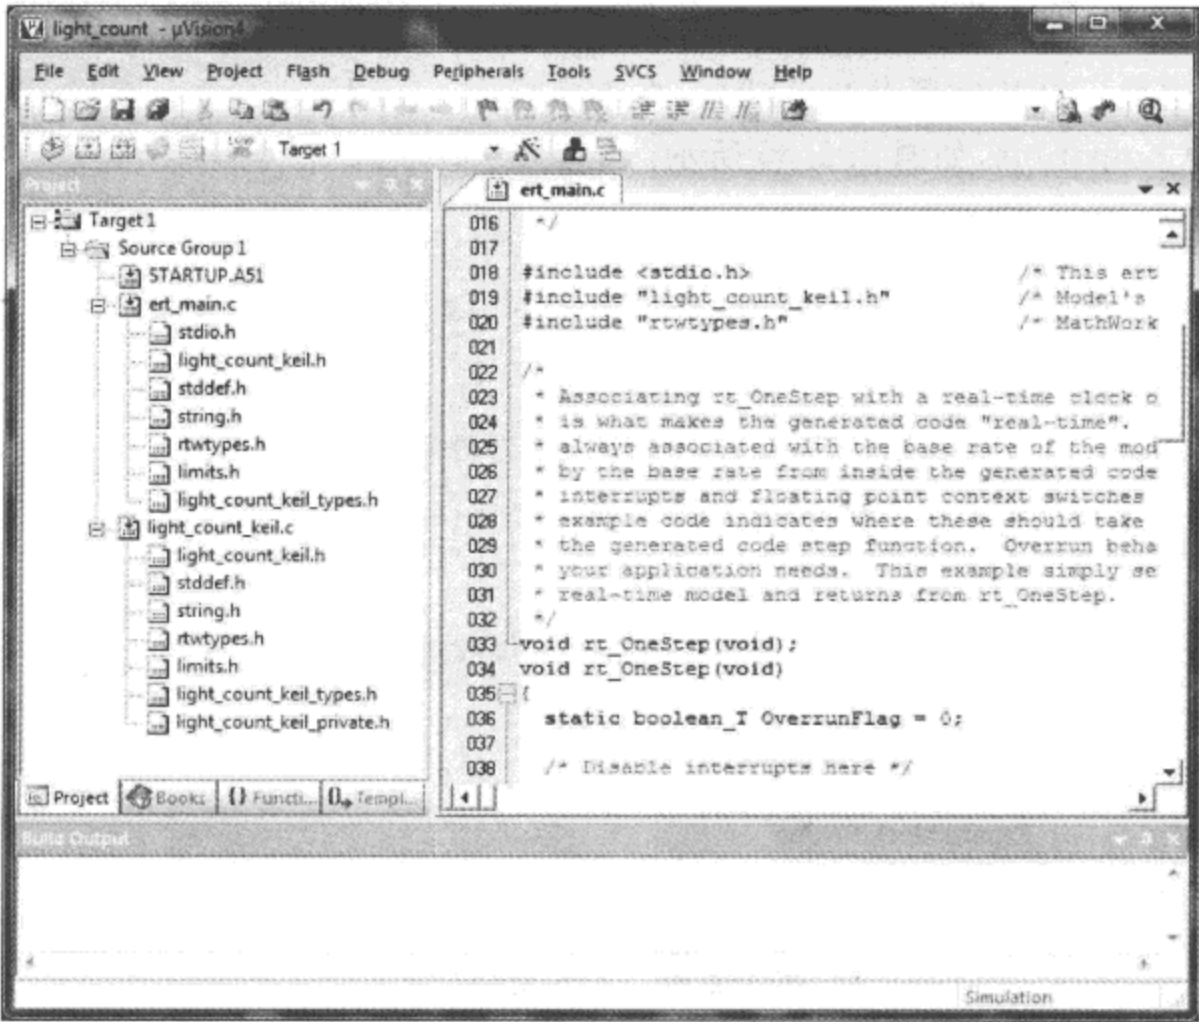 light_count - µVision4
File Edit View Project Flash Debug Peripherals Tools SVCS Window Help
Target 1
Project
Target 1
Source Group 1
STARTUP.A51
ert_main.c
stdio.h
light_count_keil.h
stddef.h
string.h
rtwtypes.h
limits.h
light_count_keil_types.h
light_count_keil.c
light_count_keil.h
stddef.h
string.h
rtwtypes.h
limits.h
light_count_keil_types.h
light_count_keil_private.h
Project Books {} Functi... Templ...
ert_main.c
016 */
017
018 #include <stdio.h> /* This ert
019 #include "light_count_keil.h" /* Model's
020 #include "rtwtypes.h" /* MathWork
021
022 /*
023 * Associating rt_OneStep with a real-time clock o
024 * is what makes the generated code "real-time".
025 * always associated with the base rate of the mod
026 * by the base rate from inside the generated code
027 * interrupts and floating point context switches
028 * example code indicates where these should take
029 * the generated code step function. Overrun beha
030 * your application needs. This example simply se
031 * real-time model and returns from rt_OneStep.
032 */
033 void rt_OneStep(void);
034 void rt_OneStep(void)
035 {
036 static boolean_T OverrunFlag = 0;
037
038 /* Disable interrupts here */
Build Output
Simulation